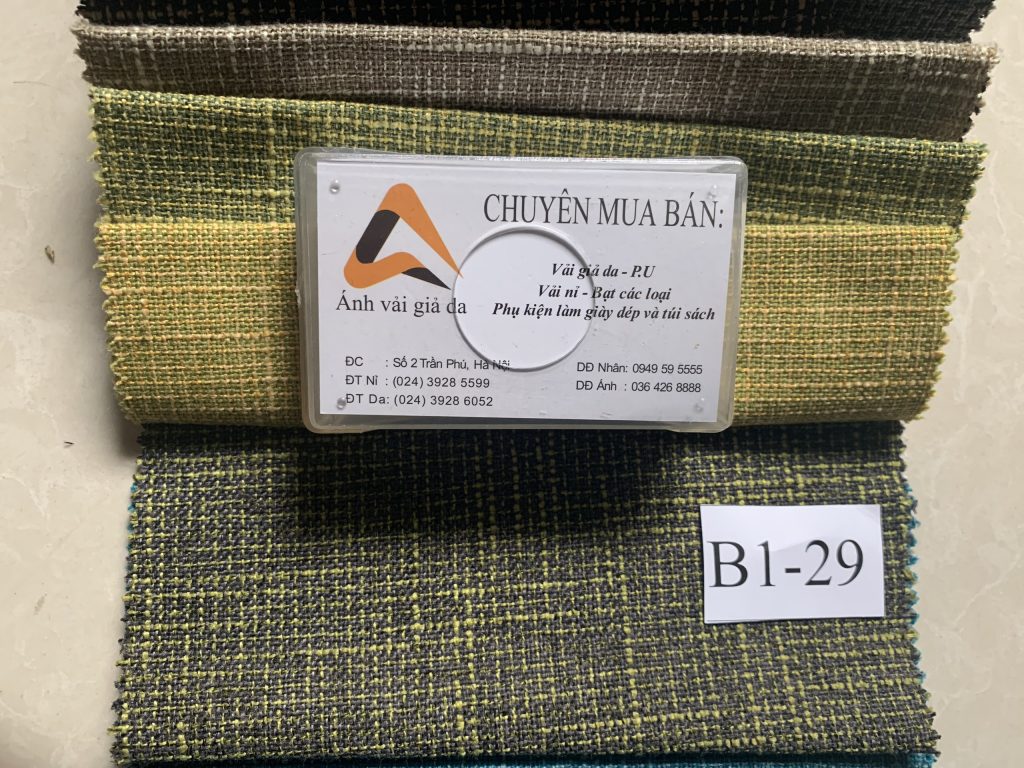 CHUYÊN MUA BÁN:
Vải giả da - P.U
Vải nỉ - Bạt các loại
Phụ kiện làm giày dép và túi sách
Ánh vải giả da
ĐC : Số 2 Trần Phú, Hà Nội
ĐT Nỉ : (024) 3928 5599
ĐT Da: (024) 3928 6052
DĐ Nhân: 0949 59 5555
DĐ Ánh : 036 426 8888
B1-29